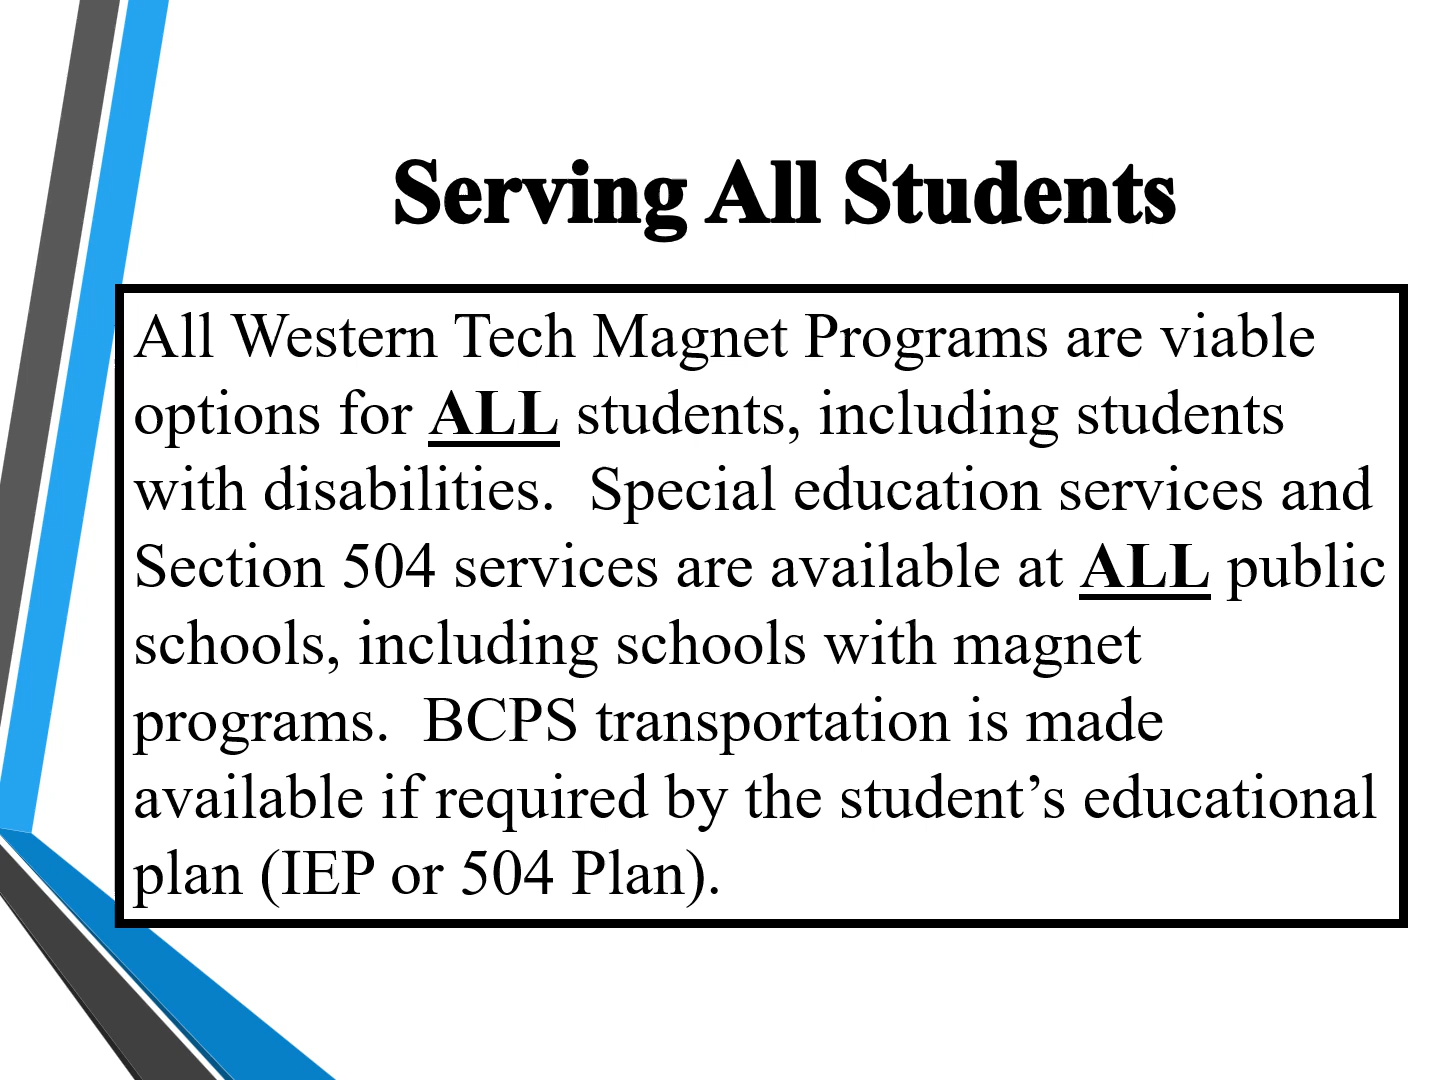 Serving All Students
All Western Tech Magnet Programs are viable
options for ALL students, including students
with disabilities.  Special education services and
Section 504 services are available at ALL public
schools, including schools with magnet
programs.  BCPS transportation is made
available if required by the student’s educational
plan (IEP or 504 Plan).